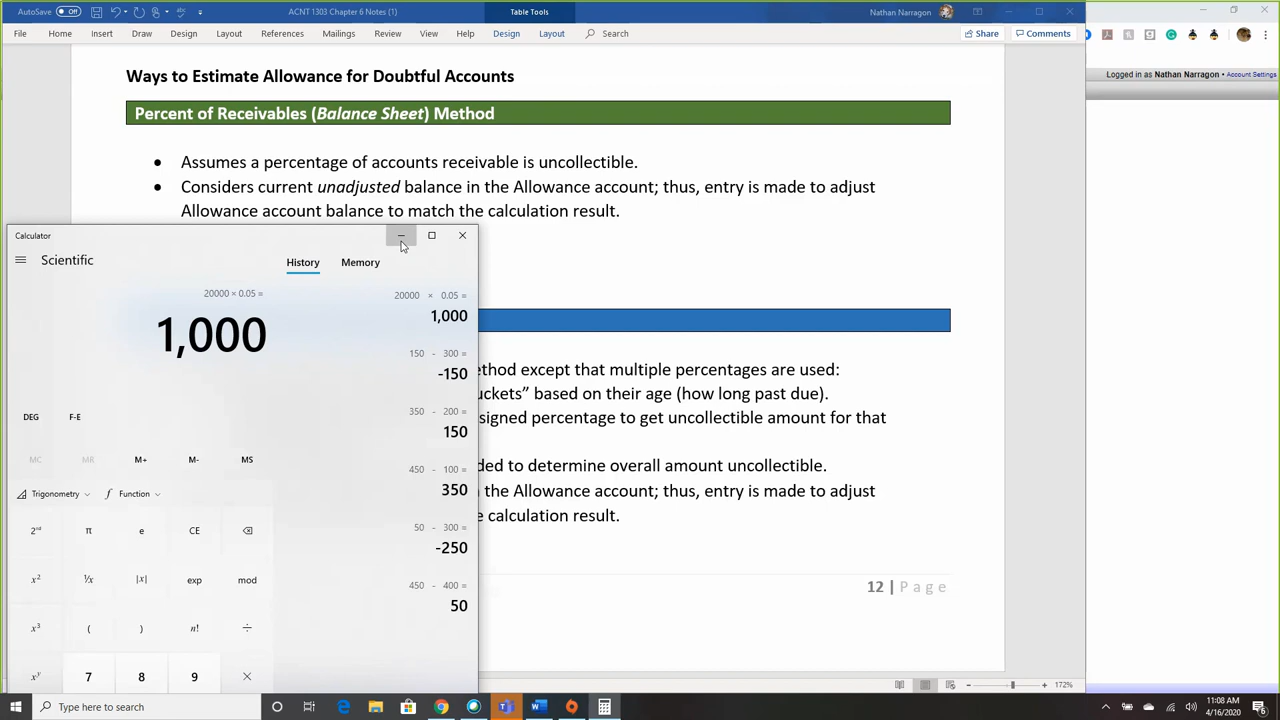 AutoSave Off
ACNT 1303 Chapter 6 Notes (1)
Table Tools
Nathan Narragon
File Home Insert Draw Design Layout References Mailings Review View Help Design Layout Search Share Comments
Logged in as Nathan Narragon • Account Settings
Ways to Estimate Allowance for Doubtful Accounts
Percent of Receivables (Balance Sheet) Method
• Assumes a percentage of accounts receivable is uncollectible.
• Considers current unadjusted balance in the Allowance account; thus, entry is made to adjust
Allowance account balance to match the calculation result.
ethod except that multiple percentages are used:
uckets” based on their age (how long past due).
signed percentage to get uncollectible amount for that
ded to determine overall amount uncollectible.
n the Allowance account; thus, entry is made to adjust
e calculation result.
12 | Page
Calculator
Scientific
History Memory
20000 × 0.05 =
1,000
20000 × 0.05 =
1,000
150 - 300 =
-150
350 - 200 =
150
450 - 100 =
350
50 - 300 =
-250
450 - 400 =
50
DEG F-E
MC MR M+ M- MS
Trigonometry Function
2nd π e CE
x² ¹/x |x| exp mod
x³ ( ) n! ÷
xʸ 7 8 9 ×
172%
Type here to search
11:08 AM
4/16/2020
6